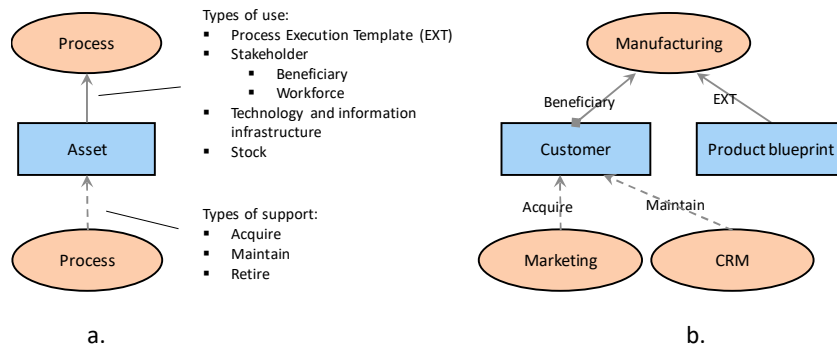 Process
Asset
Process
Types of use:
▪ Process Execution Template (EXT)
▪ Stakeholder
▪ Beneficiary
▪ Workforce
▪ Technology and information
infrastructure
▪ Stock
Types of support:
▪ Acquire
▪ Maintain
▪ Retire
a.
Manufacturing
Beneficiary
EXT
Customer
Product blueprint
Acquire
Maintain
Marketing
CRM
b.